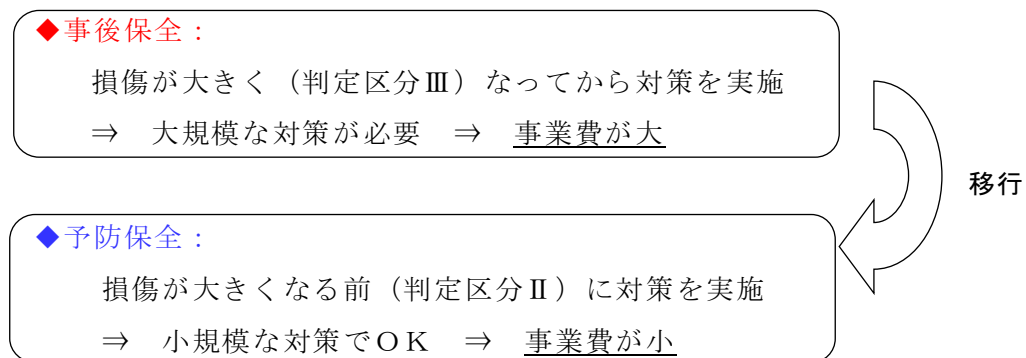 ◆事後保全：
損傷が大きく（判定区分Ⅲ）なってから対策を実施
⇒ 大規模な対策が必要 ⇒ 事業費が大
移行
◆予防保全：
損傷が大きくなる前（判定区分Ⅱ）に対策を実施
⇒ 小規模な対策でＯＫ ⇒ 事業費が小